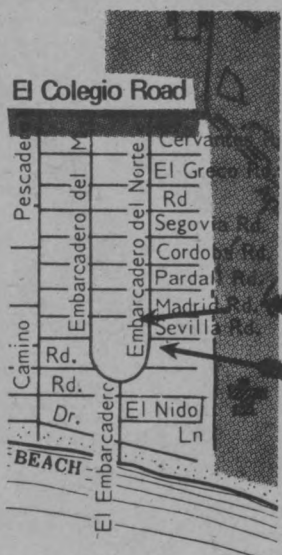 El Colegio Road
Pescadero
Camino
Embarcadero del M
Embarcadero del Norte
El Embarcadero
Cervantes
El Greco Rd.
Rd.
Segovia Rd.
Cordoba Rd.
Pardall Rd.
Madrid Rd.
Sevilla Rd.
Rd.
Rd.
Dr.
El Nido
Ln
BEACH